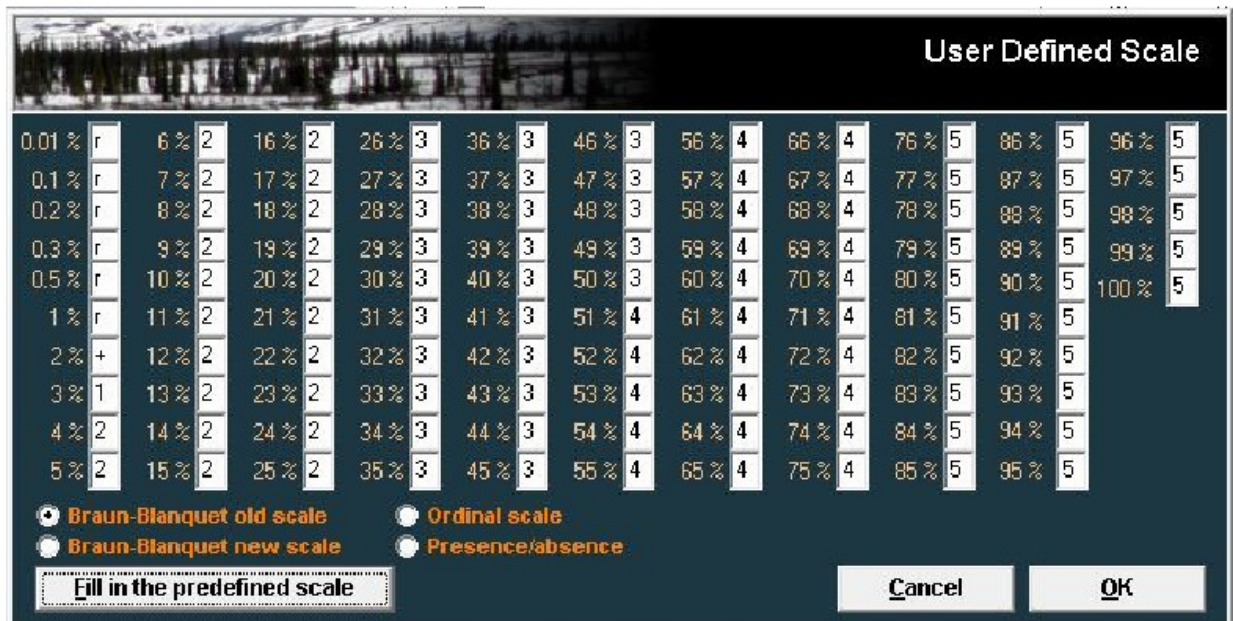 User Defined Scale
0.01 % r 6 % 2 16 % 2 26 % 3 36 % 3 46 % 3 56 % 4 66 % 4 76 % 5 86 % 5 96 % 5
0.1 % r 7 % 2 17 % 2 27 % 3 37 % 3 47 % 3 57 % 4 67 % 4 77 % 5 87 % 5 97 % 5
0.2 % r 8 % 2 18 % 2 28 % 3 38 % 3 48 % 3 58 % 4 68 % 4 78 % 5 88 % 5 98 % 5
0.3 % r 9 % 2 19 % 2 29 % 3 39 % 3 49 % 3 59 % 4 69 % 4 79 % 5 89 % 5 99 % 5
0.5 % r 10 % 2 20 % 2 30 % 3 40 % 3 50 % 3 60 % 4 70 % 4 80 % 5 90 % 5 100 % 5
1 % r 11 % 2 21 % 2 31 % 3 41 % 3 51 % 4 61 % 4 71 % 4 81 % 5 91 % 5
2 % + 12 % 2 22 % 2 32 % 3 42 % 3 52 % 4 62 % 4 72 % 4 82 % 5 92 % 5
3 % 1 13 % 2 23 % 2 33 % 3 43 % 3 53 % 4 63 % 4 73 % 4 83 % 5 93 % 5
4 % 2 14 % 2 24 % 2 34 % 3 44 % 3 54 % 4 64 % 4 74 % 4 84 % 5 94 % 5
5 % 2 15 % 2 25 % 2 35 % 3 45 % 3 55 % 4 65 % 4 75 % 4 85 % 5 95 % 5
Braun-Blanquet old scale Ordinal scale
Braun-Blanquet new scale Presence/absence
Fill in the predefined scale Cancel OK